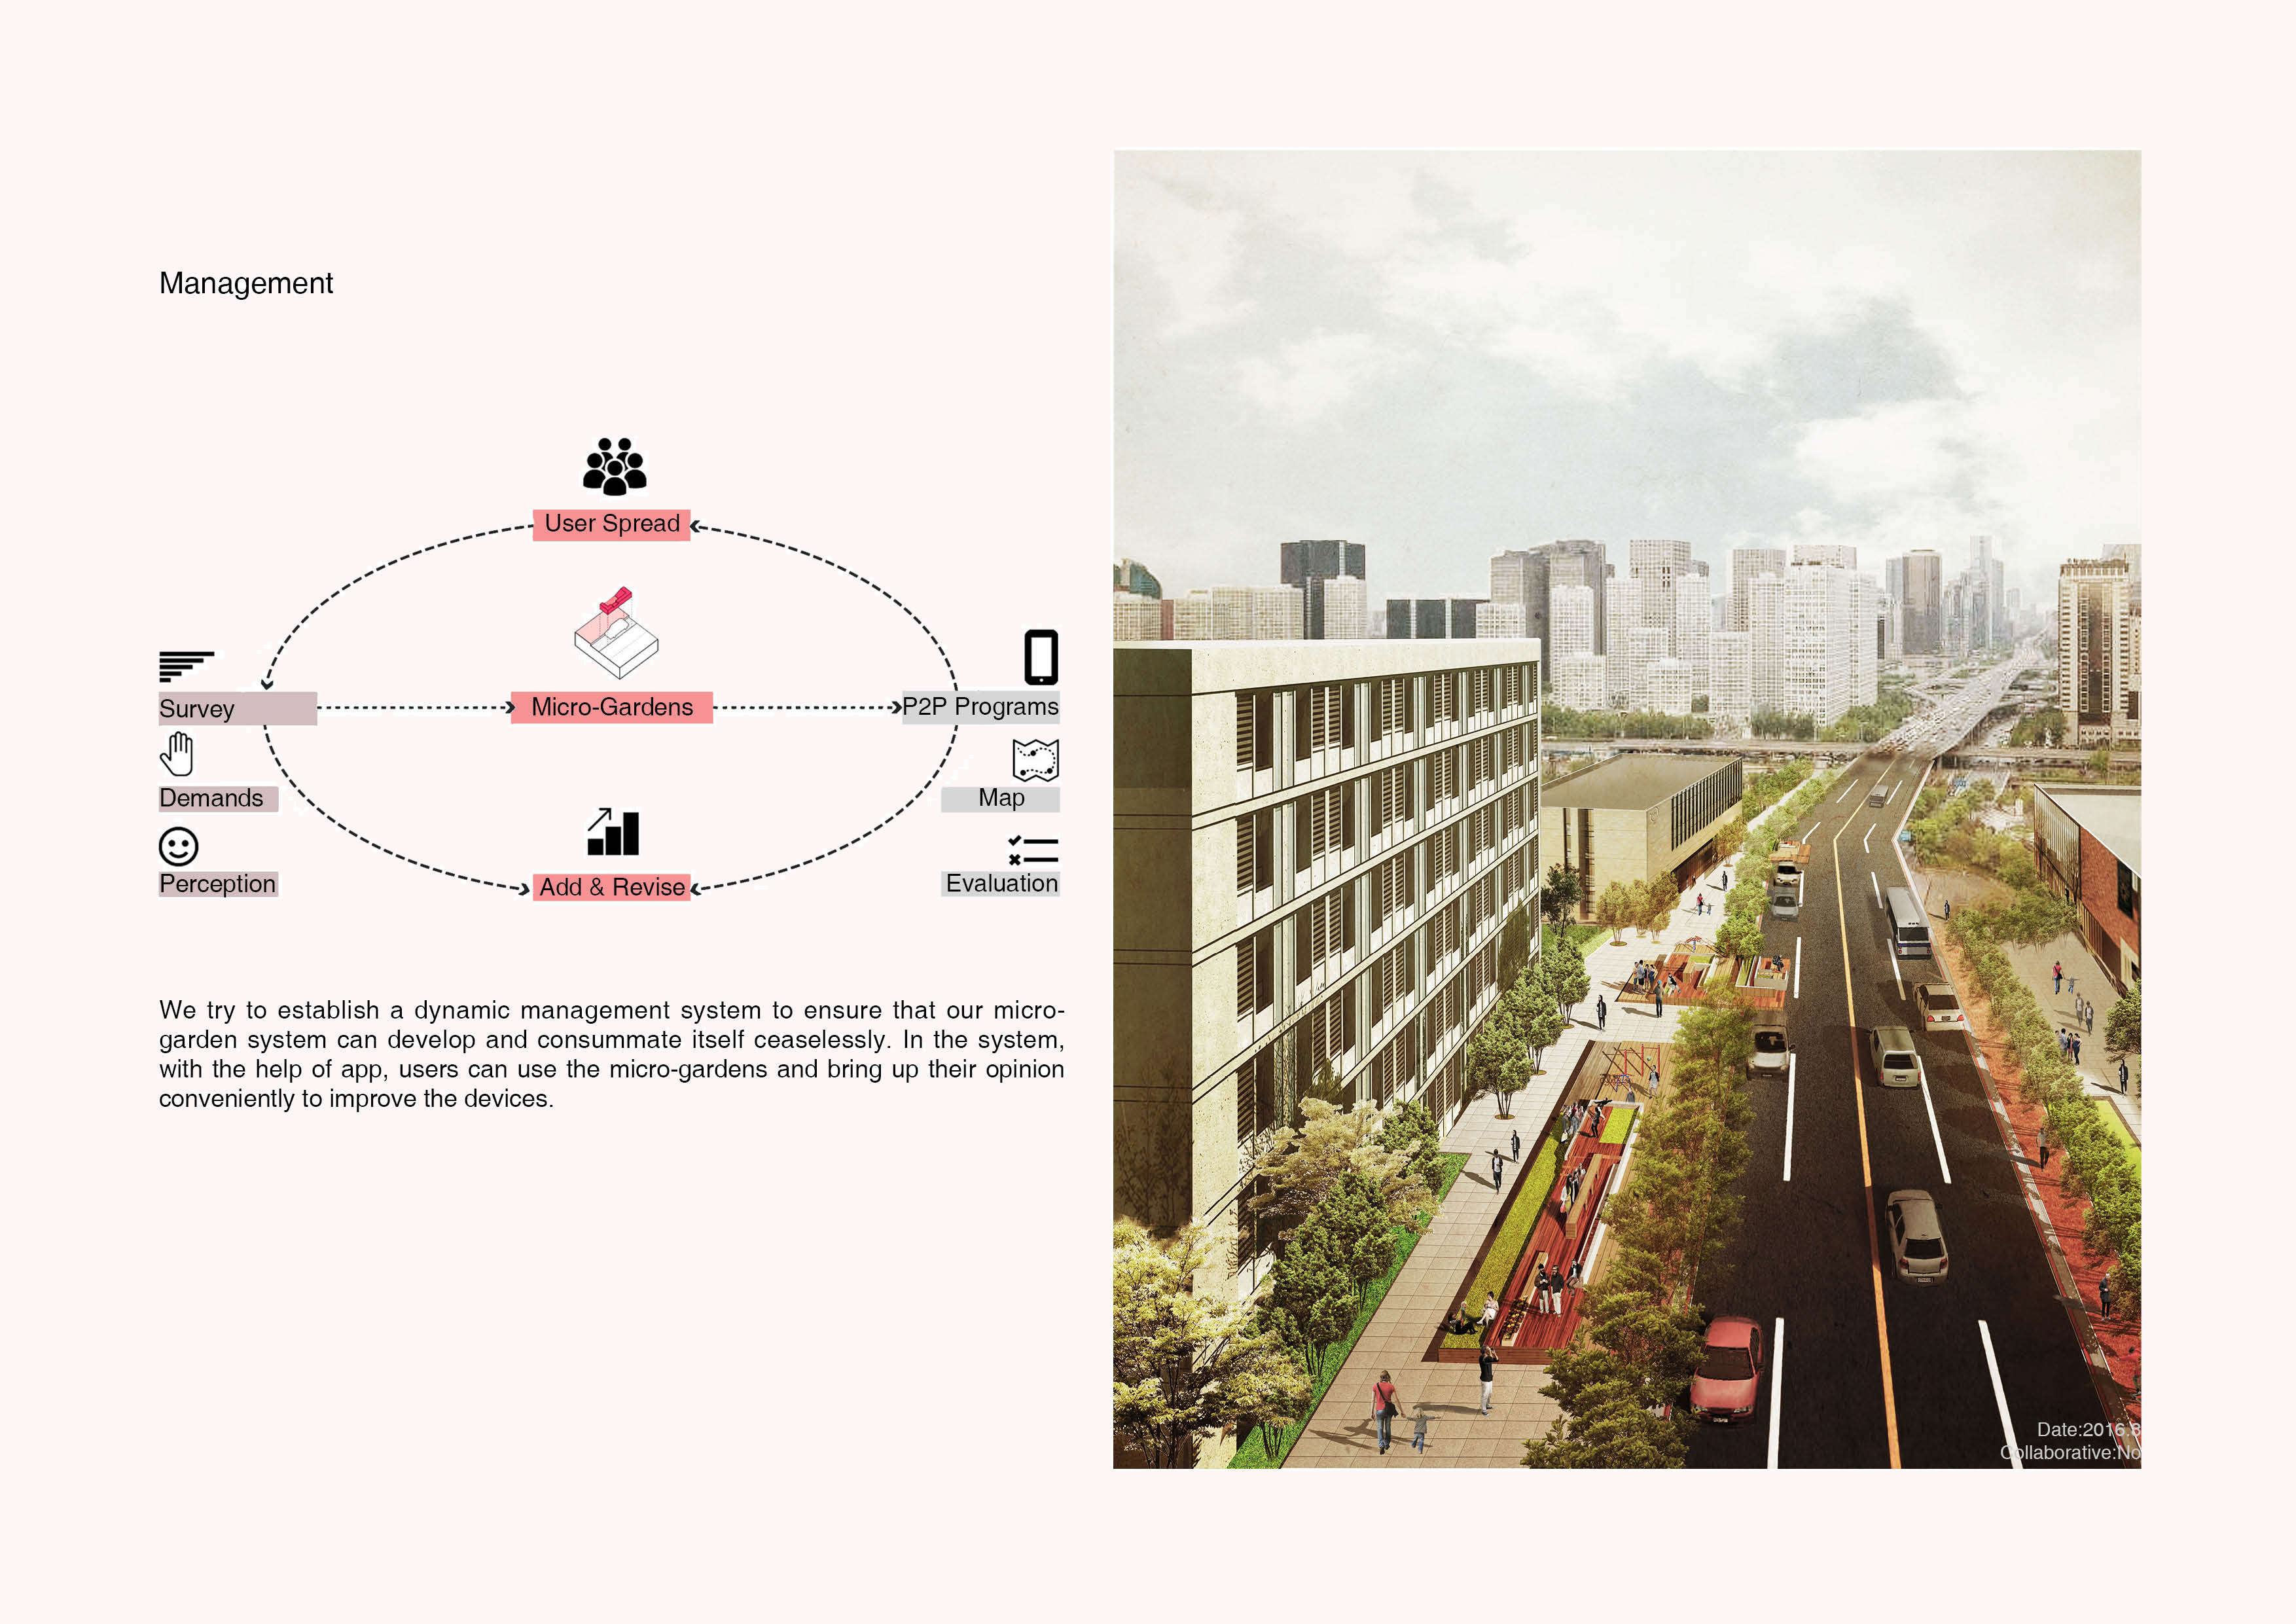 Management
User Spread
Survey
Micro-Gardens
P2P Programs
Demands
Map
Perception
Add & Revise
Evaluation
We try to establish a dynamic management system to ensure that our micro-
garden system can develop and consummate itself ceaselessly. In the system,
with the help of app, users can use the micro-gardens and bring up their opinion
conveniently to improve the devices.
Date:2016.8
Collaborative:No